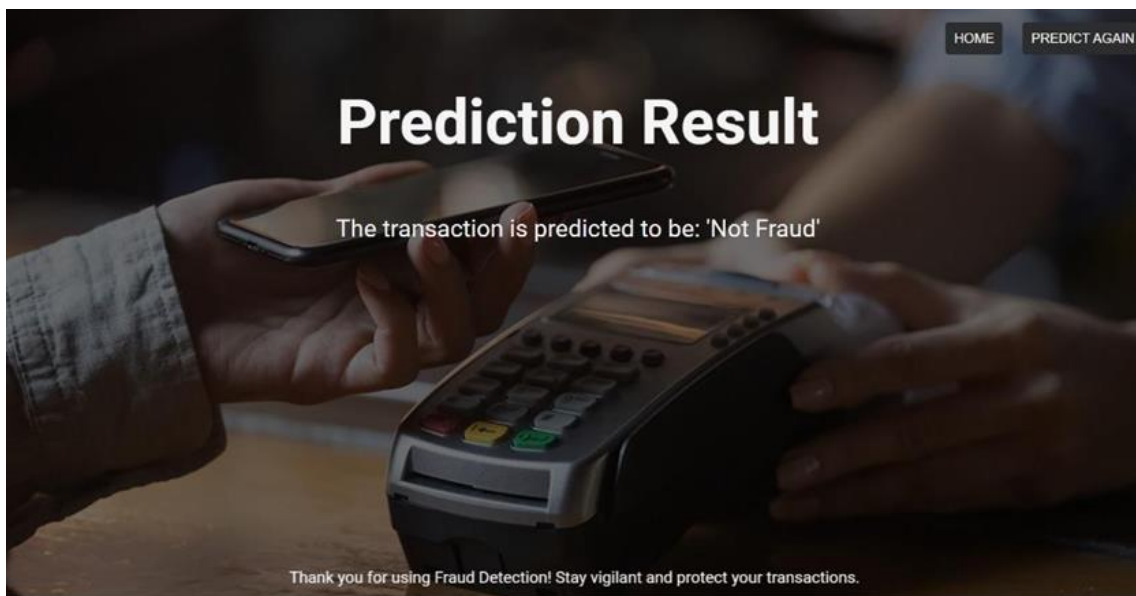 HOME PREDICT AGAIN
Prediction Result
The transaction is predicted to be: 'Not Fraud'
Thank you for using Fraud Detection! Stay vigilant and protect your transactions.